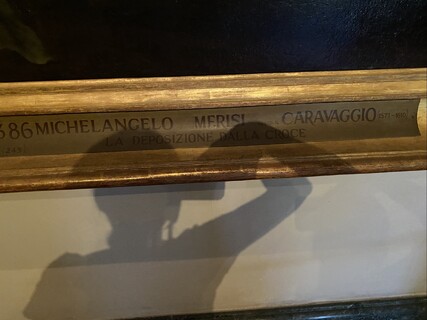 386 MICHELANGELO MERISI CARAVAGGIO
LA DEPOSIZIONE DALLA CROCE